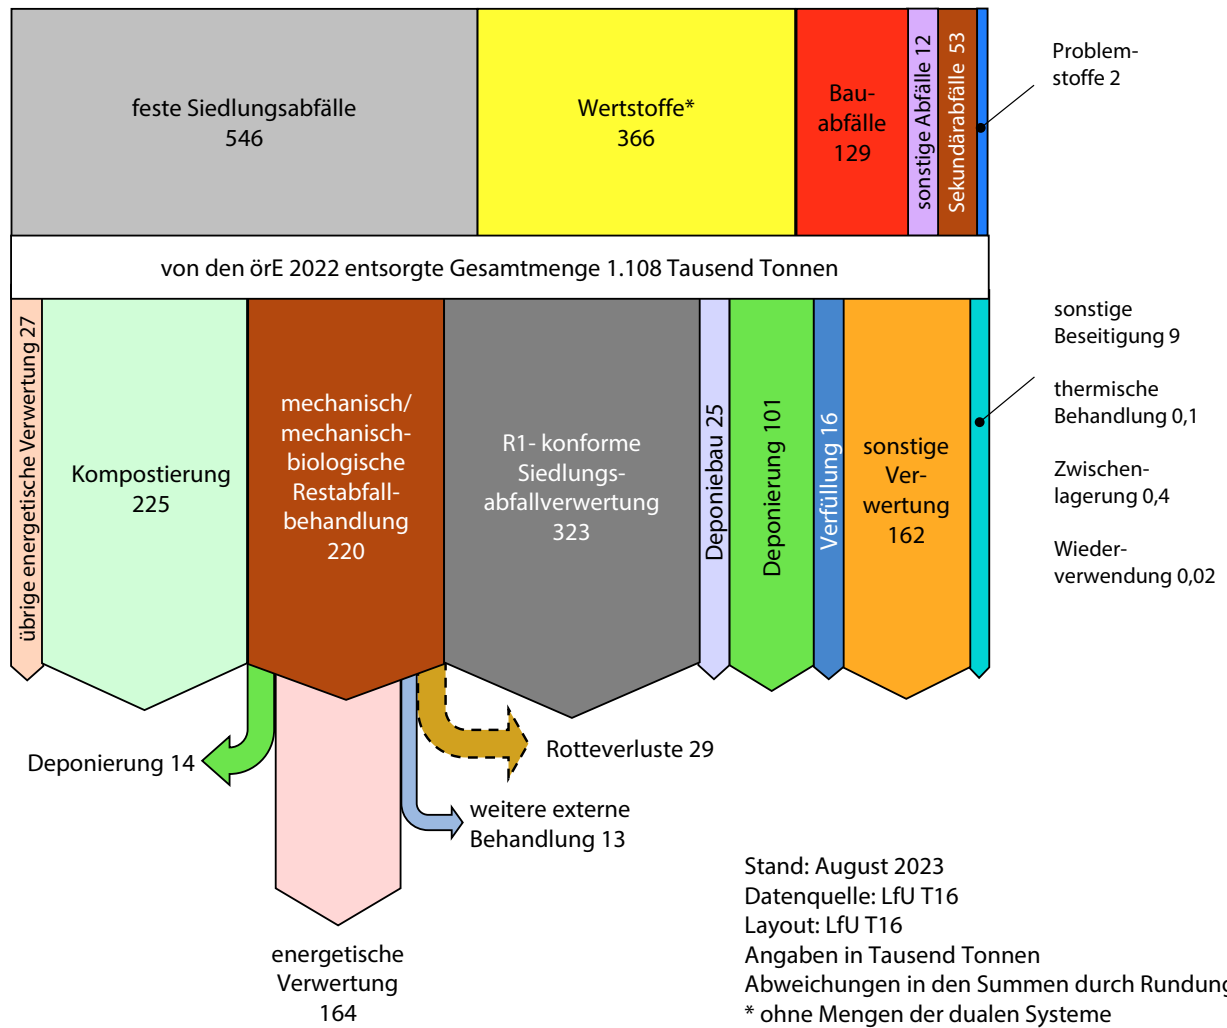 feste Siedlungsabfälle
546
Wertstoffe*
366
Bau-
abfälle
129
sonstige Abfälle 12
Sekundärabfälle 53
Problem-
stoffe 2
von den örE 2022 entsorgte Gesamtmenge 1.108 Tausend Tonnen
übrige energetische Verwertung 27
Kompostierung
225
mechanisch/
mechanisch-
biologische
Restabfall-
behandlung
220
R1- konforme
Siedlungs-
abfallverwertung
323
Deponiebau 25
Deponierung 101
Verfüllung 16
sonstige
Ver-
wertung
162
sonstige
Beseitigung 9
thermische
Behandlung 0,1
Zwischen-
lagerung 0,4
Wieder-
verwendung 0,02
Deponierung 14
Rotteverluste 29
weitere externe
Behandlung 13
energetische
Verwertung
164
Stand: August 2023
Datenquelle: LfU T16
Layout: LfU T16
Angaben in Tausend Tonnen
Abweichungen in den Summen durch Rundung
* ohne Mengen der dualen Systeme